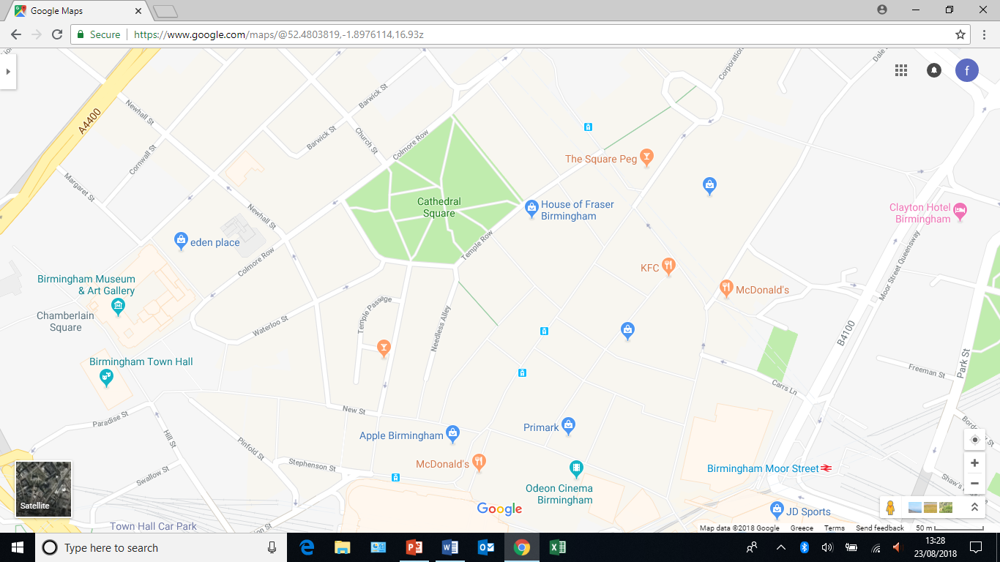 Google Maps
Secure
https://www.google.com/maps/@52.4803819,-1.8976114,16.93z
f
A4400
Newhall St
Cornwall St
Margaret St
Barwick St
Barwick St
Church St
Colmore Row
Corporation
Dale
The Square Peg
Cathedral
Square
House of Fraser
Birmingham
Clayton Hotel
Birmingham
Newhall St
eden place
Colmore Row
Temple Row
Moor Street Queensway
KFC
McDonald's
Birmingham Museum
& Art Gallery
Chamberlain
Square
Waterloo St
Temple Passage
Needless Alley
B4100
Park St
Freeman St
Birmingham Town Hall
Carrs Ln
New St
Paradise St
Hill St
Pinfold St
Apple Birmingham
Primark
Stephenson St
McDonald's
Swallow St
Birmingham Moor Street
Odeon Cinema
Birmingham
Border
Shaw's
Satellite
Google
JD Sports
Town Hall Car Park
Map data ©2018 Google
Greece
Terms
Send feedback
50 m
Type here to search
13:28
23/08/2018